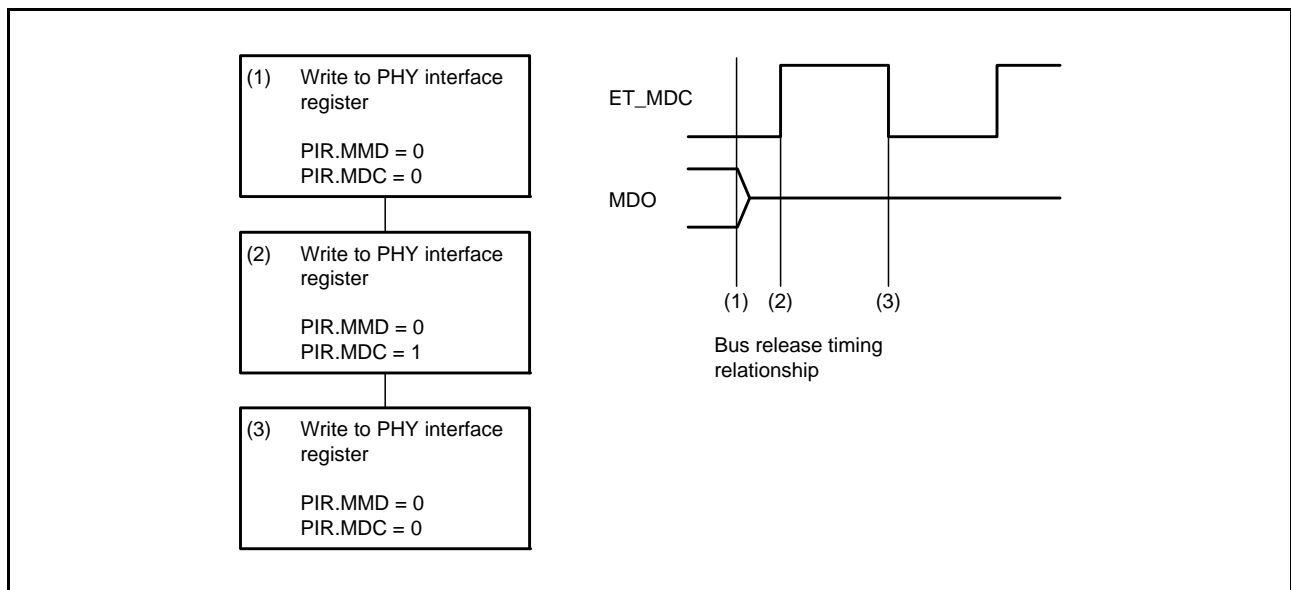 (1) Write to PHY interface
register
PIR.MMD = 0
PIR.MDC = 0
(2) Write to PHY interface
register
PIR.MMD = 0
PIR.MDC = 1
(3) Write to PHY interface
register
PIR.MMD = 0
PIR.MDC = 0
ET_MDC
MDO
(1) (2) (3)
Bus release timing
relationship